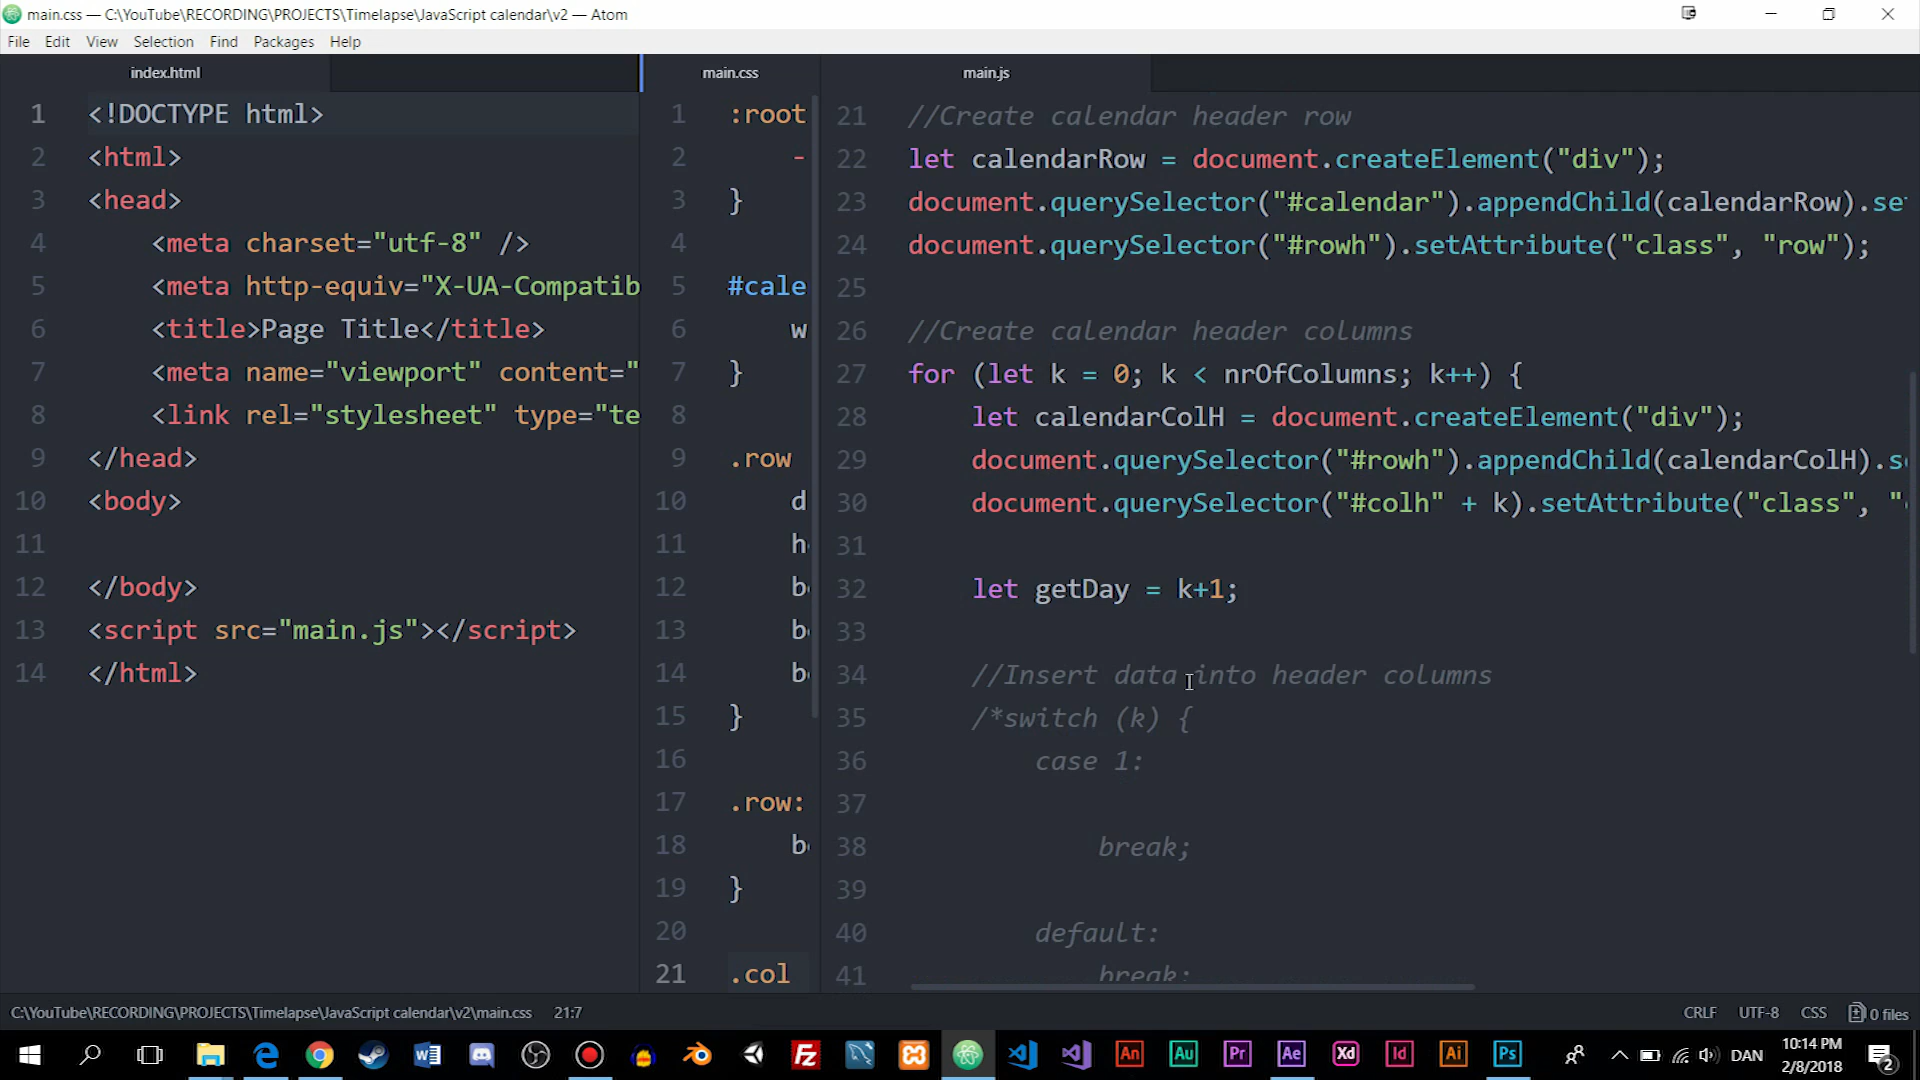 main.css — C:\YouTube\RECORDING\PROJECTS\Timelapse\JavaScript calendar\v2 — Atom
File Edit View Selection Find Packages Help
index.html
1 <!DOCTYPE html>
2 <html>
3 <head>
4 <meta charset="utf-8" />
5 <meta http-equiv="X-UA-Compatib
6 <title>Page Title</title>
7 <meta name="viewport" content="
8 <link rel="stylesheet" type="te
9 </head>
10 <body>
11
12 </body>
13 <script src="main.js"></script>
14 </html>
main.css
1 :root
2 -
3 }
4
5 #cale
6 w
7 }
8
9 .row
10 d
11 h
12 b
13 b
14 b
15 }
16
17 .row:
18 b
19 }
20
21 .col
main.js
21 //Create calendar header row
22 let calendarRow = document.createElement("div");
23 document.querySelector("#calendar").appendChild(calendarRow).se
24 document.querySelector("#rowh").setAttribute("class", "row");
25
26 //Create calendar header columns
27 for (let k = 0; k < nrOfColumns; k++) {
28 let calendarColH = document.createElement("div");
29 document.querySelector("#rowh").appendChild(calendarColH).s
30 document.querySelector("#colh" + k).setAttribute("class", "
31
32 let getDay = k+1;
33
34 //Insert data into header columns
35 /*switch (k) {
36 case 1:
37
38 break;
39
40 default:
41 break;
C:\YouTube\RECORDING\PROJECTS\Timelapse\JavaScript calendar\v2\main.css 21:7
CRLF UTF-8 CSS 0 files
An Au Pr Ae Xd Id Ai Ps
DAN
10:14 PM
2/8/2018
2